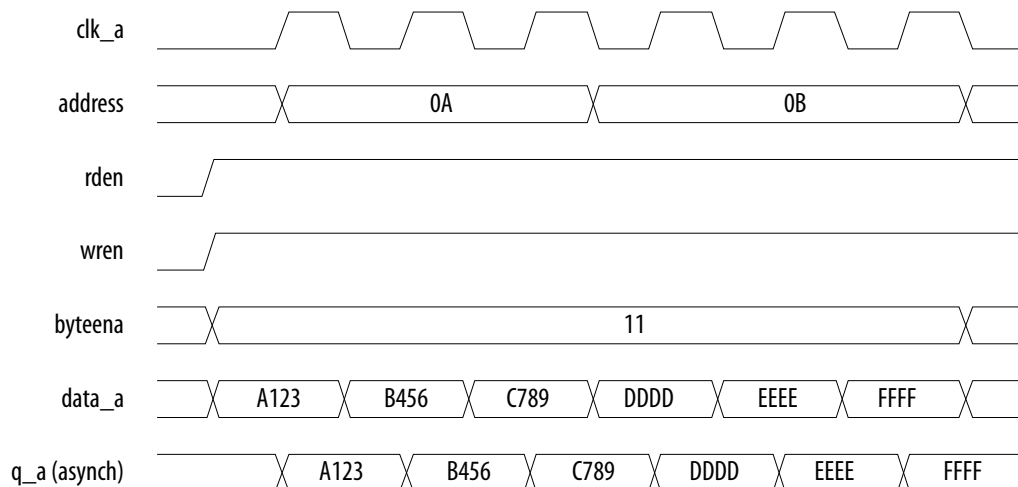 clk_a
address 0A 0B
rden
wren
byteena 11
data_a A123 B456 C789 DDDD EEEE FFFF
q_a (asynch) A123 B456 C789 DDDD EEEE FFFF